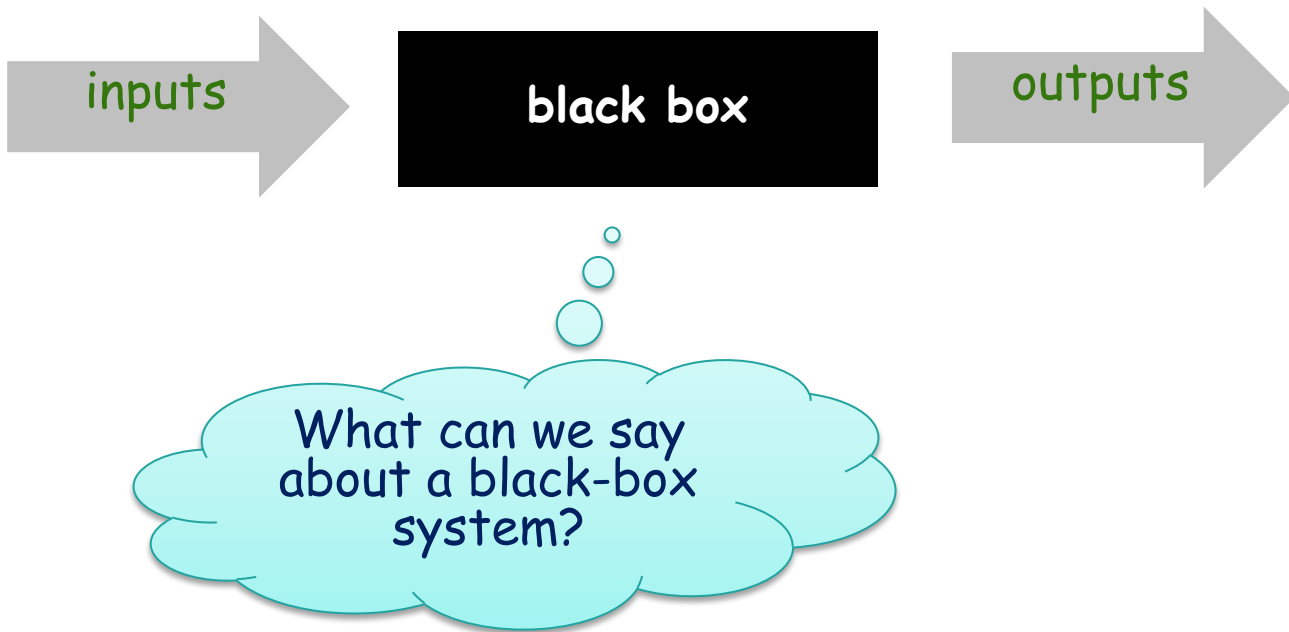 inputs
black box
outputs
What can we say
about a black-box
system?